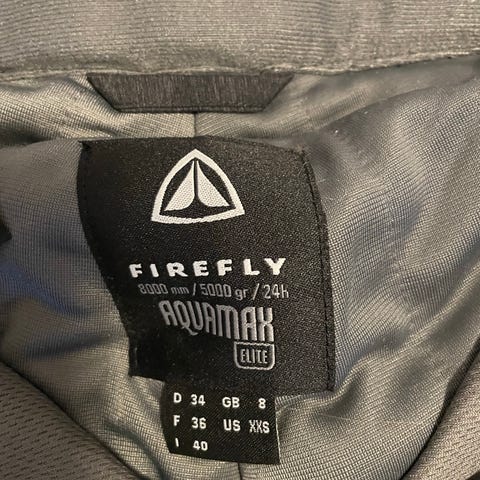 FIREFLY
8000 mm / 5000 gr / 24h
AQUAMAX
ELITE
D 34 GB 8
F 36 US XXS
I 40